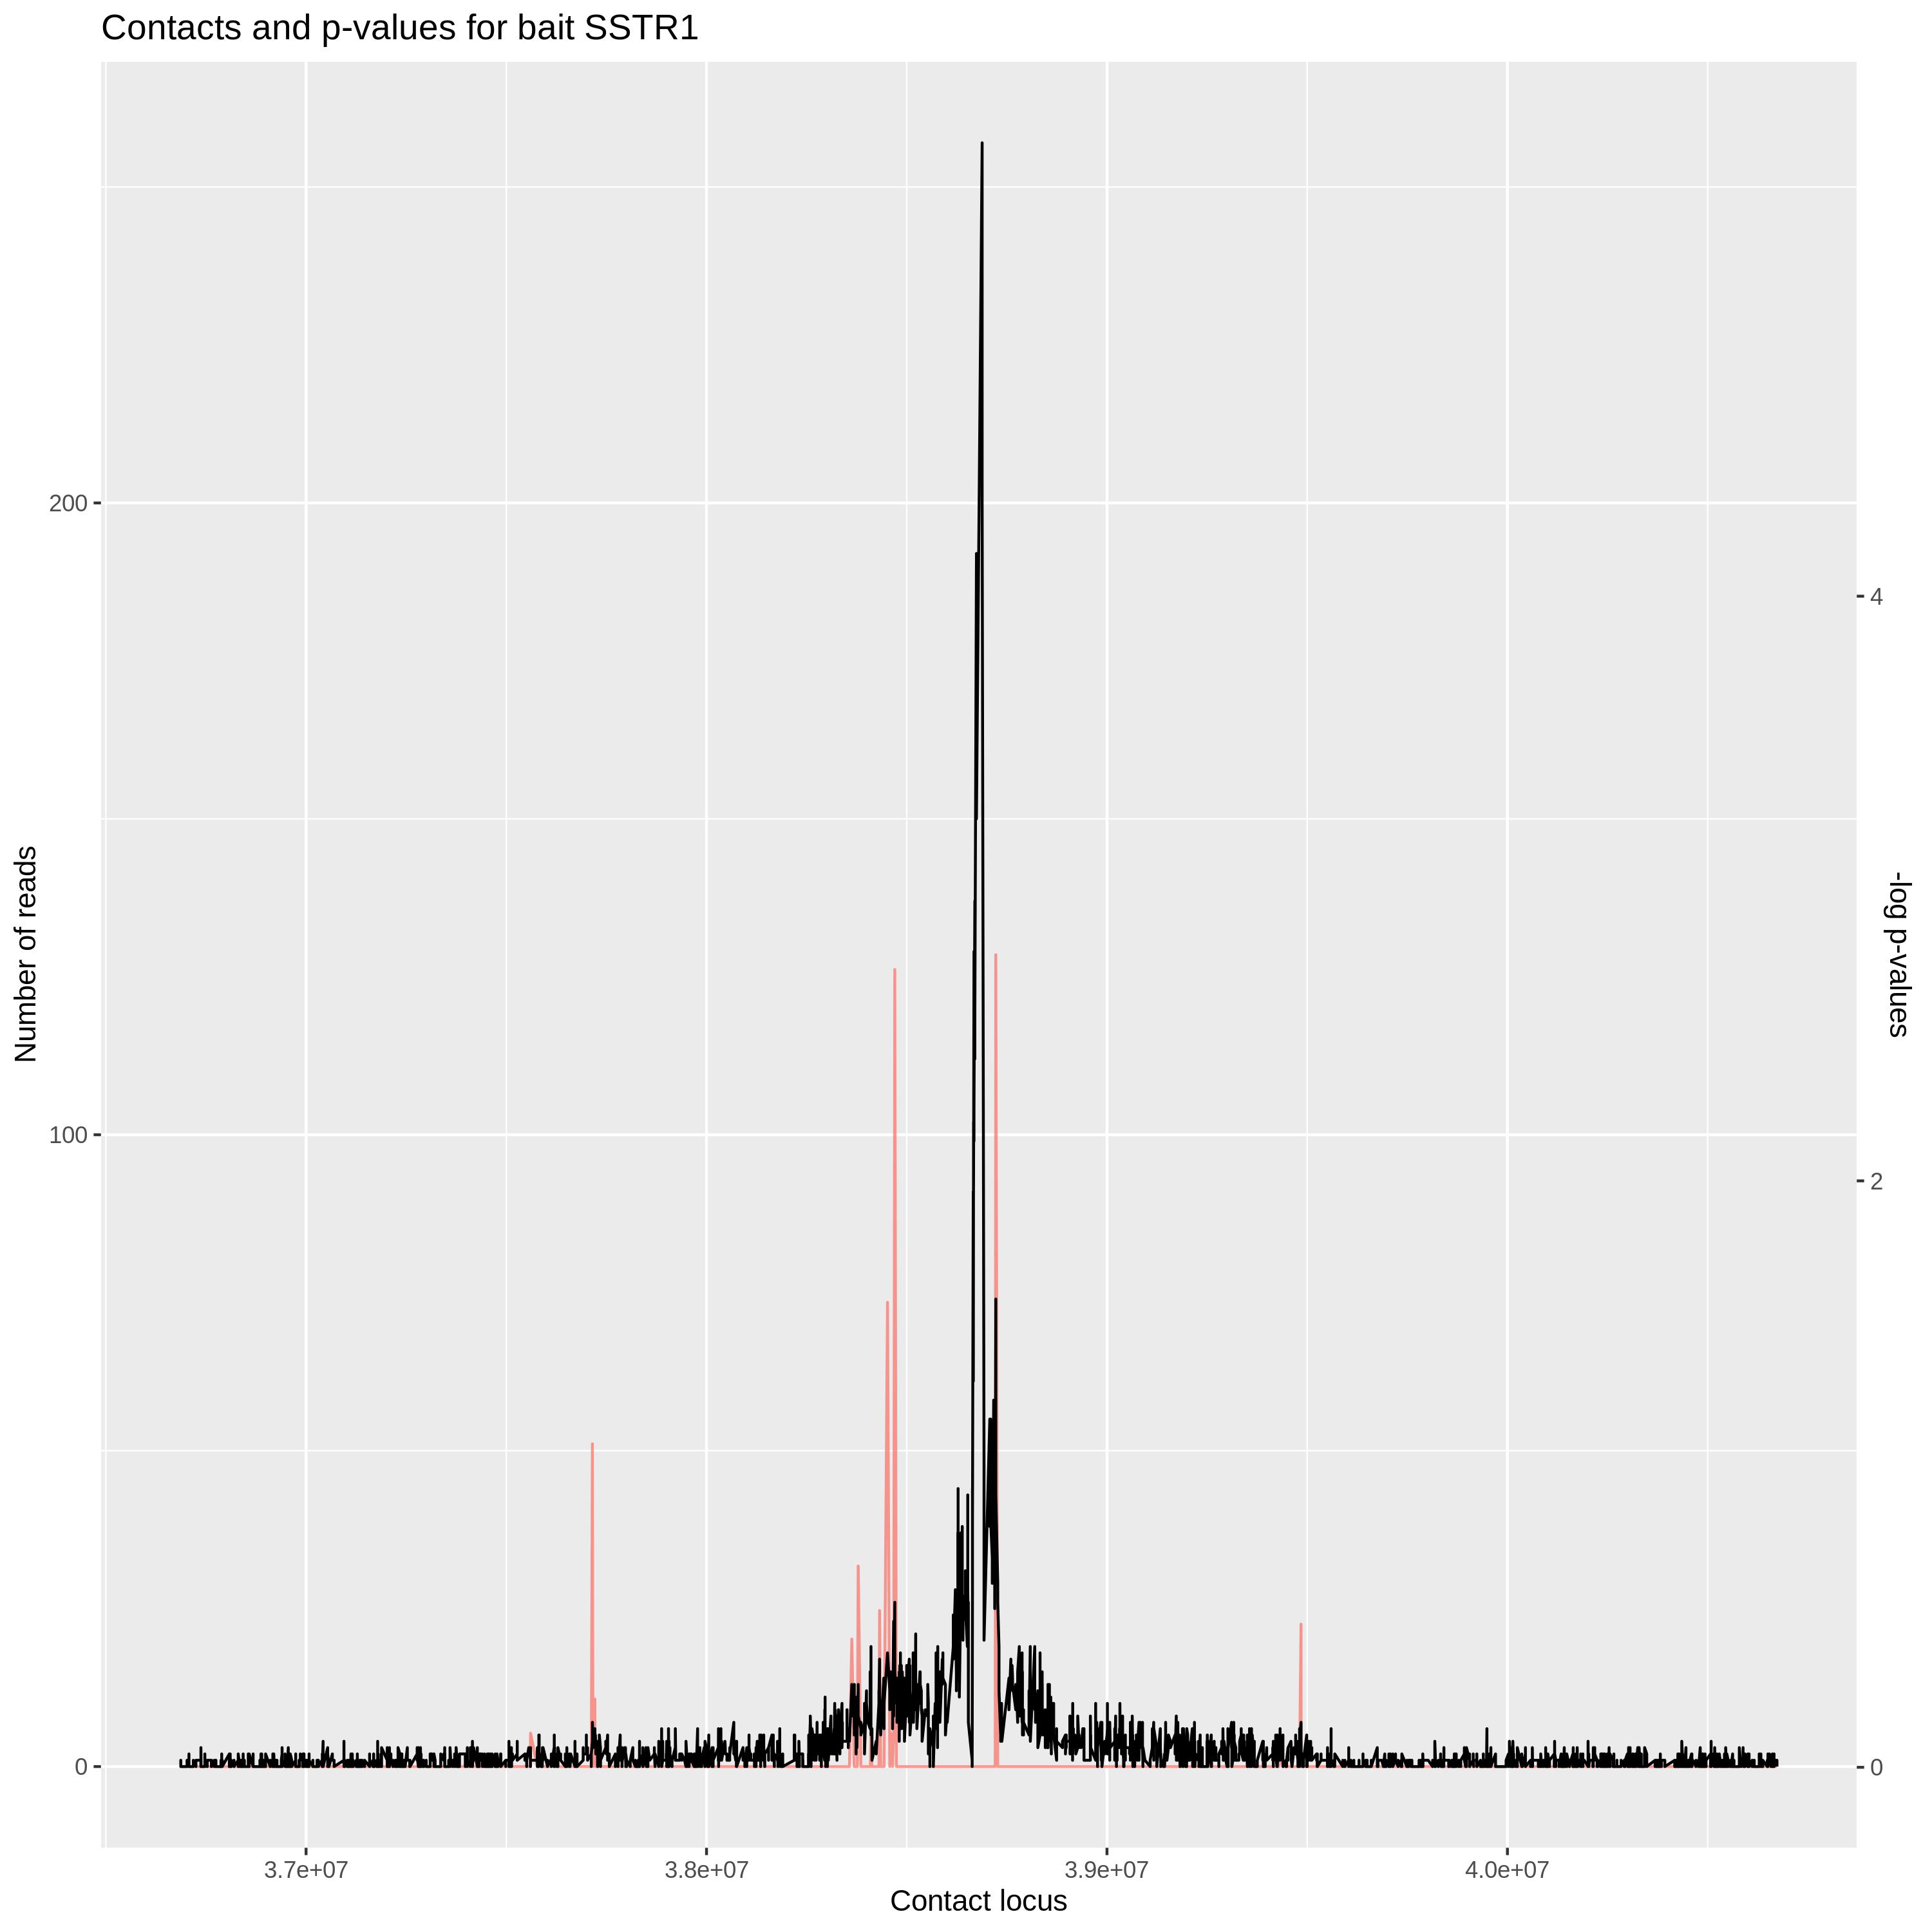 Contacts and p-values for bait SSTR1
Number of reads
200
100
0
4
2
0
-log p-values
3.7e+07
3.8e+07
3.9e+07
4.0e+07
Contact locus